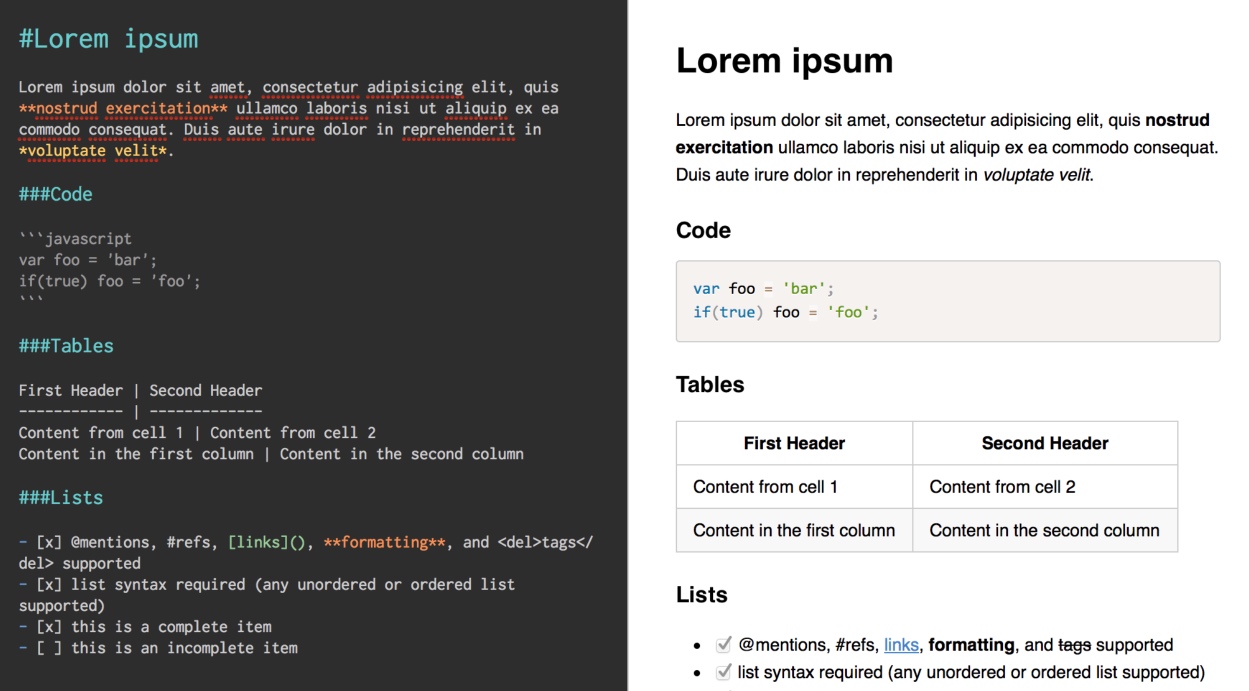 #Lorem ipsum
Lorem ipsum dolor sit amet, consectetur adipisicing elit, quis
**nostrud exercitation** ullamco laboris nisi ut aliquip ex ea
commodo consequat. Duis aute irure dolor in reprehenderit in
*voluptate velit*.
###Code
```javascript
var foo = 'bar';
if(true) foo = 'foo';
```
###Tables
First Header | Second Header
------------ | -------------
Content from cell 1 | Content from cell 2
Content in the first column | Content in the second column
###Lists
- [x] @mentions, #refs, [links](), **formatting**, and <del>tags</
del> supported
- [x] list syntax required (any unordered or ordered list
supported)
- [x] this is a complete item
- [ ] this is an incomplete item
Lorem ipsum
Lorem ipsum dolor sit amet, consectetur adipisicing elit, quis nostrud
exercitation ullamco laboris nisi ut aliquip ex ea commodo consequat.
Duis aute irure dolor in reprehenderit in voluptate velit.
Code
var foo = 'bar';
if(true) foo = 'foo';
Tables
First Header Second Header
Content from cell 1 Content from cell 2
Content in the first column Content in the second column
Lists
@mentions, #refs, links, formatting, and tags supported
list syntax required (any unordered or ordered list supported)